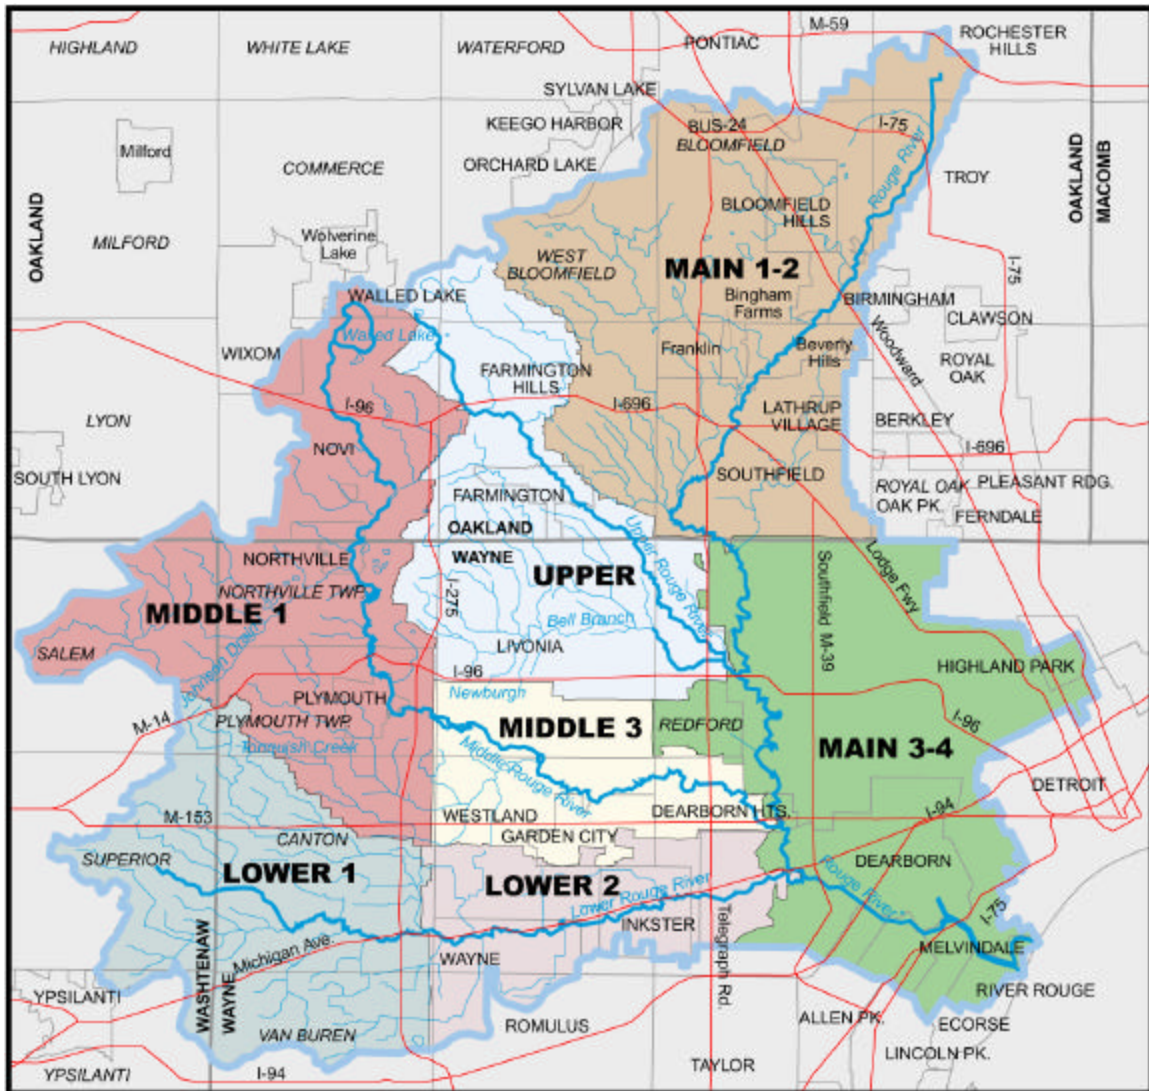 M-59
ROCHESTER
HILLS
HIGHLAND
WHITE LAKE
WATERFORD
PONTIAC
SYLVAN LAKE
KEEGO HARBOR
BUS-24
I-75
BLOOMFIELD
Milford
COMMERCE
ORCHARD LAKE
Rouge River
TROY
OAKLAND
MACOMB
OAKLAND
MILFORD
Wolverine
Lake
BLOOMFIELD
HILLS
WEST
BLOOMFIELD
MAIN 1-2
I-75
WALLED LAKE
Bingham
Farms
BIRMINGHAM
CLAWSON
Walled Lake
WIXOM
Franklin
Beverly
Hills
Woodward
ROYAL
OAK
FARMINGTON
HILLS
LYON
I-96
I-696
LATHRUP
VILLAGE
BERKLEY
NOVI
I-696
SOUTH LYON
SOUTHFIELD
ROYAL OAK
OAK PK.
PLEASANT RDG.
FERNDALE
FARMINGTON
OAKLAND
WAYNE
Upper Rouge River
NORTHVILLE
NORTHVILLE TWP.
UPPER
I-275
Southfield M-39
Lodge Fwy
MIDDLE 1
Bell Branch
LIVONIA
SALEM
Johnson Drain
HIGHLAND PARK
I-96
PLYMOUTH
Newburgh
M-14
PLYMOUTH TWP.
MIDDLE 3
REDFORD
I-96
Tonquish Creek
Middle Rouge River
MAIN 3-4
DETROIT
M-153
WESTLAND
DEARBORN HTS.
I-94
CANTON
GARDEN CITY
SUPERIOR
LOWER 1
LOWER 2
Lower Rouge River
Rouge River
DEARBORN
INKSTER
Telegraph Rd.
I-75
MELVINDALE
Michigan Ave.
WAYNE
WASHTENAW
WAYNE
YPSILANTI
RIVER ROUGE
VAN BUREN
ROMULUS
ALLEN PK.
ECORSE
LINCOLN PK.
YPSILANTI
I-94
TAYLOR